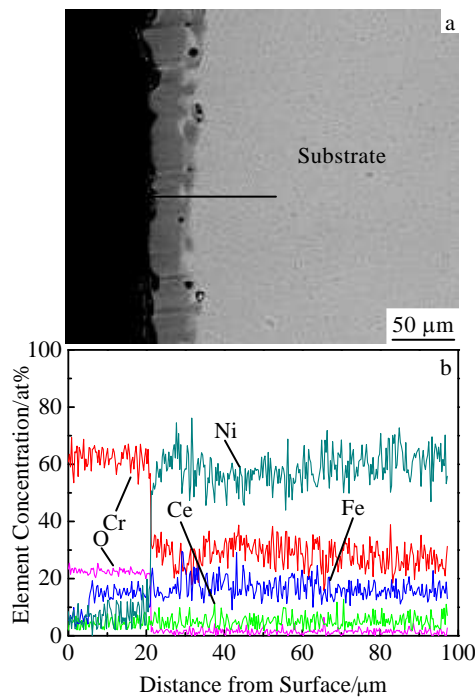 a
Substrate
50 μm
b
100
80
60
40
20
0
Element Concentration/at%
Ni
Cr
O
Ce
Fe
0 20 40 60 80 100
Distance from Surface/μm